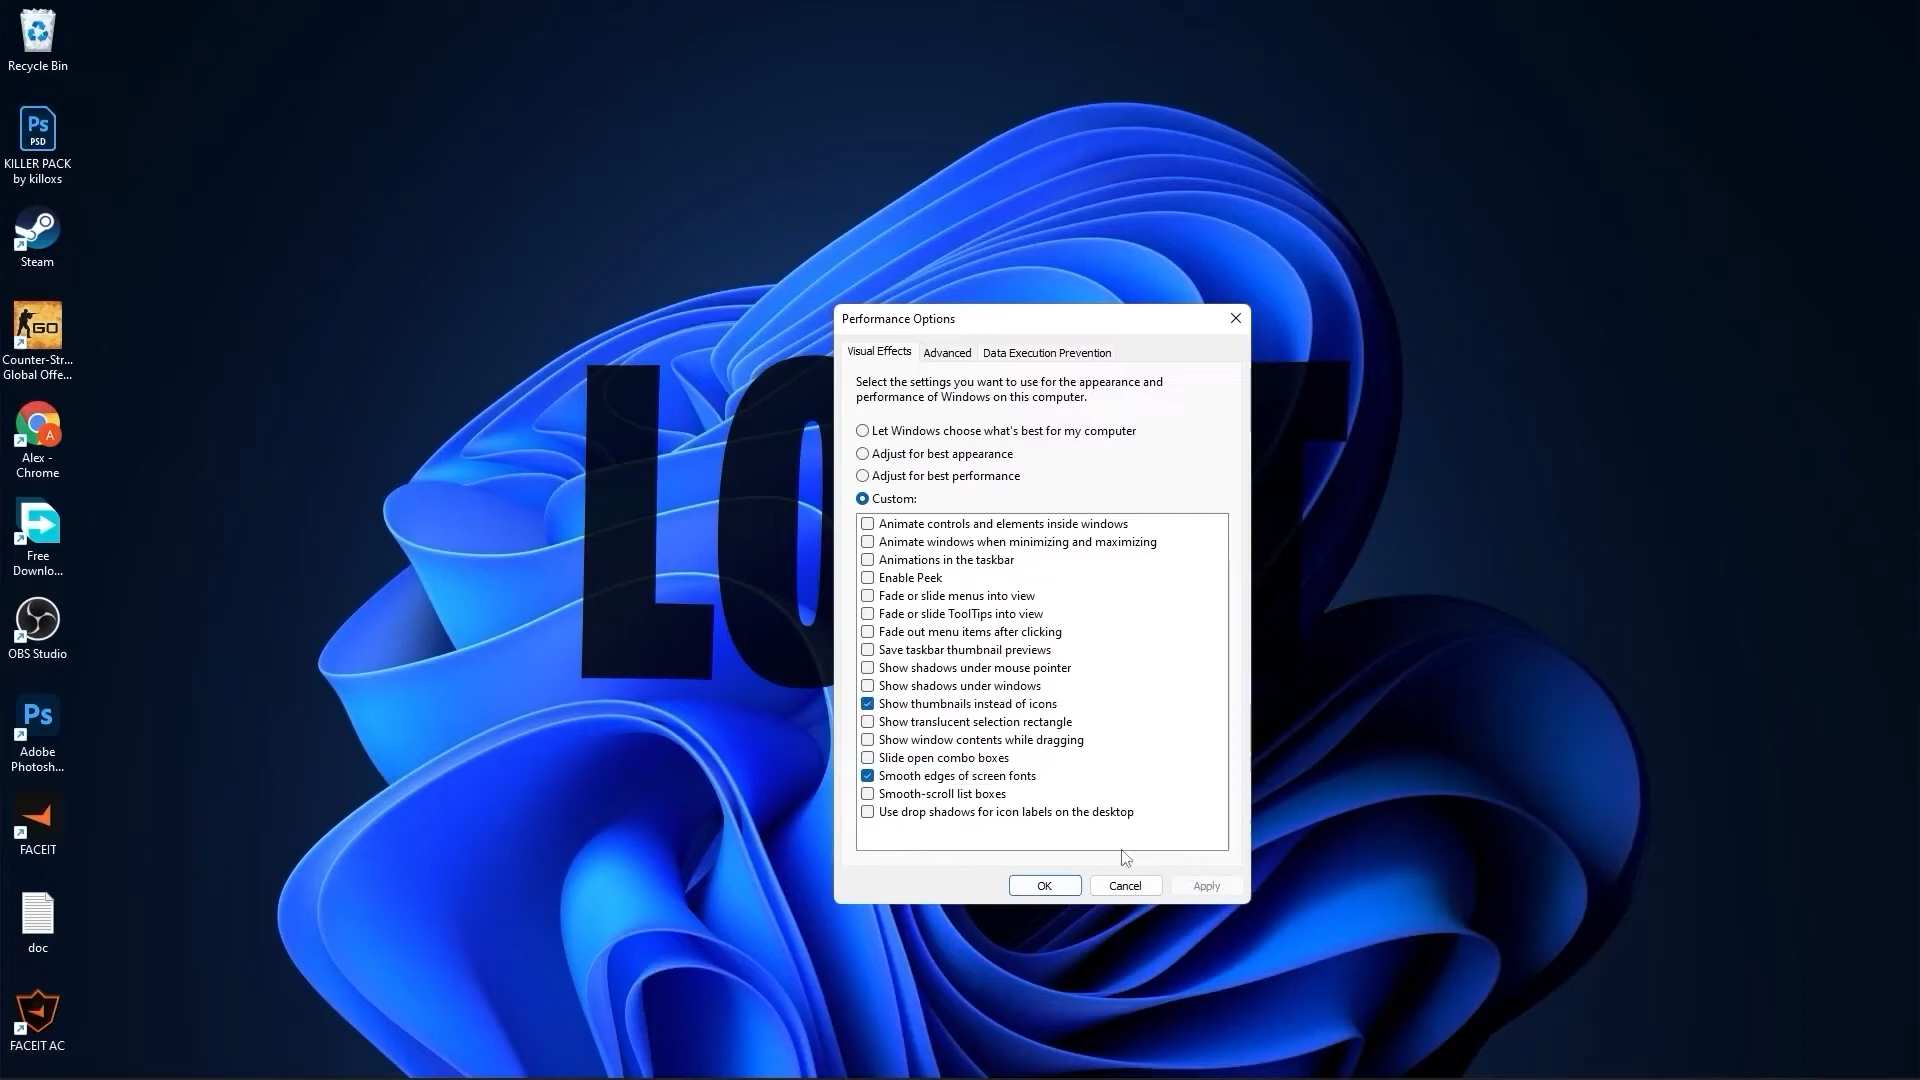 Recycle Bin
Ps
PSD
KILLER PACK
by killoxs
Steam
GO
Counter-Str...
Global Offe...
A
Alex -
Chrome
Free
Downlo...
OBS Studio
Ps
Adobe
Photosh...
FACEIT
doc
FACEIT AC
Performance Options
Visual Effects
Advanced
Data Execution Prevention
Select the settings you want to use for the appearance and
performance of Windows on this computer.
Let Windows choose what's best for my computer
Adjust for best appearance
Adjust for best performance
Custom:
Animate controls and elements inside windows
Animate windows when minimizing and maximizing
Animations in the taskbar
Enable Peek
Fade or slide menus into view
Fade or slide ToolTips into view
Fade out menu items after clicking
Save taskbar thumbnail previews
Show shadows under mouse pointer
Show shadows under windows
Show thumbnails instead of icons
Show translucent selection rectangle
Show window contents while dragging
Slide open combo boxes
Smooth edges of screen fonts
Smooth-scroll list boxes
Use drop shadows for icon labels on the desktop
OK
Cancel
Apply